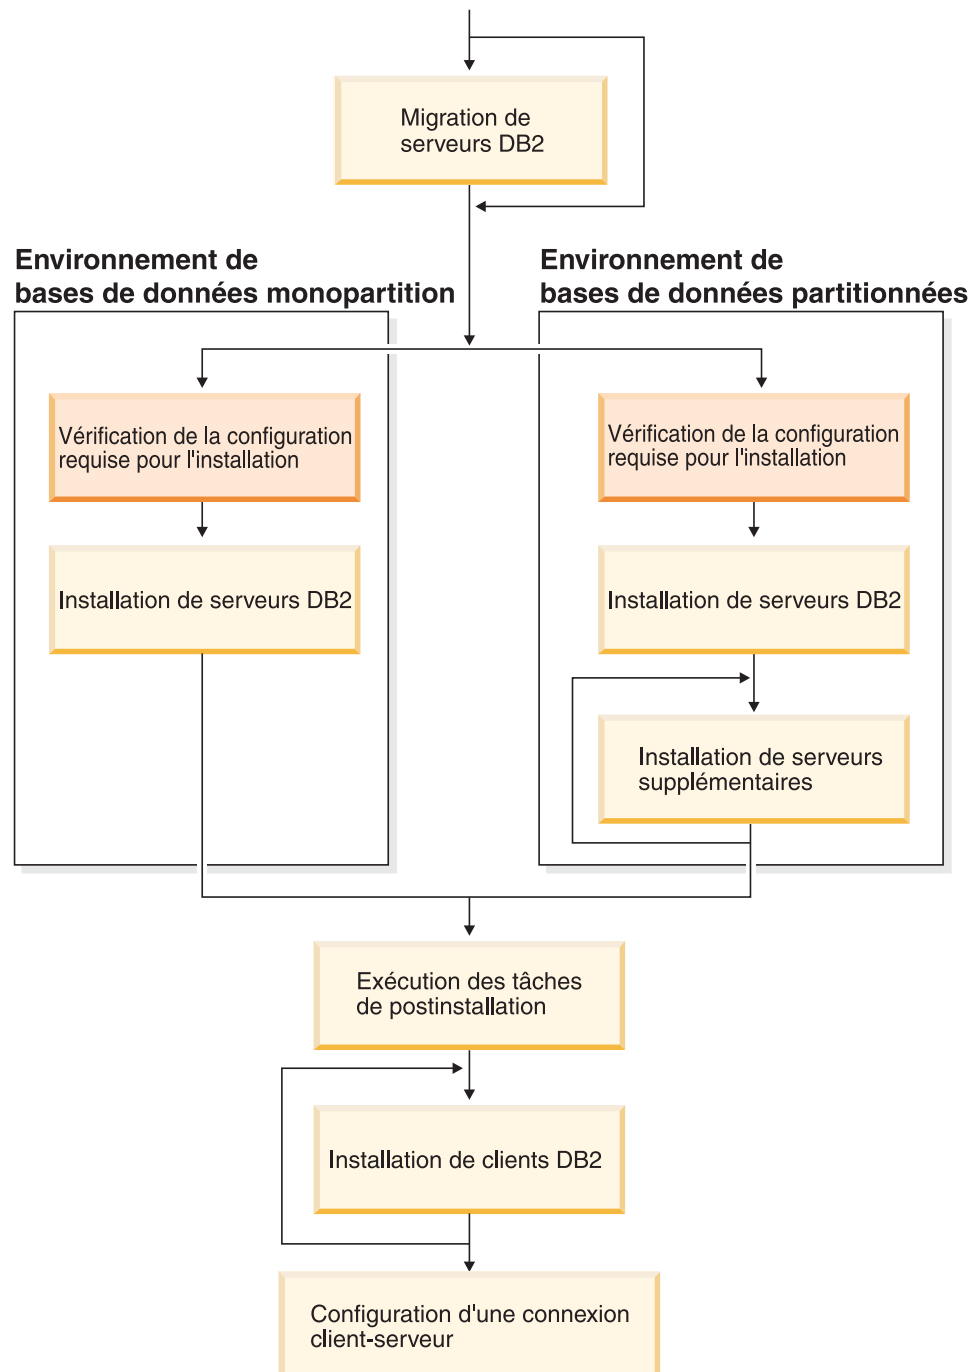 Migration de
serveurs DB2
Environnement de
bases de données monopartition
Environnement de
bases de données partitionnées
Vérification de la configuration
requise pour l'installation
Installation de serveurs DB2
Vérification de la configuration
requise pour l'installation
Installation de serveurs DB2
Installation de serveurs
supplémentaires
Exécution des tâches
de postinstallation
Installation de clients DB2
Configuration d'une connexion
client-serveur